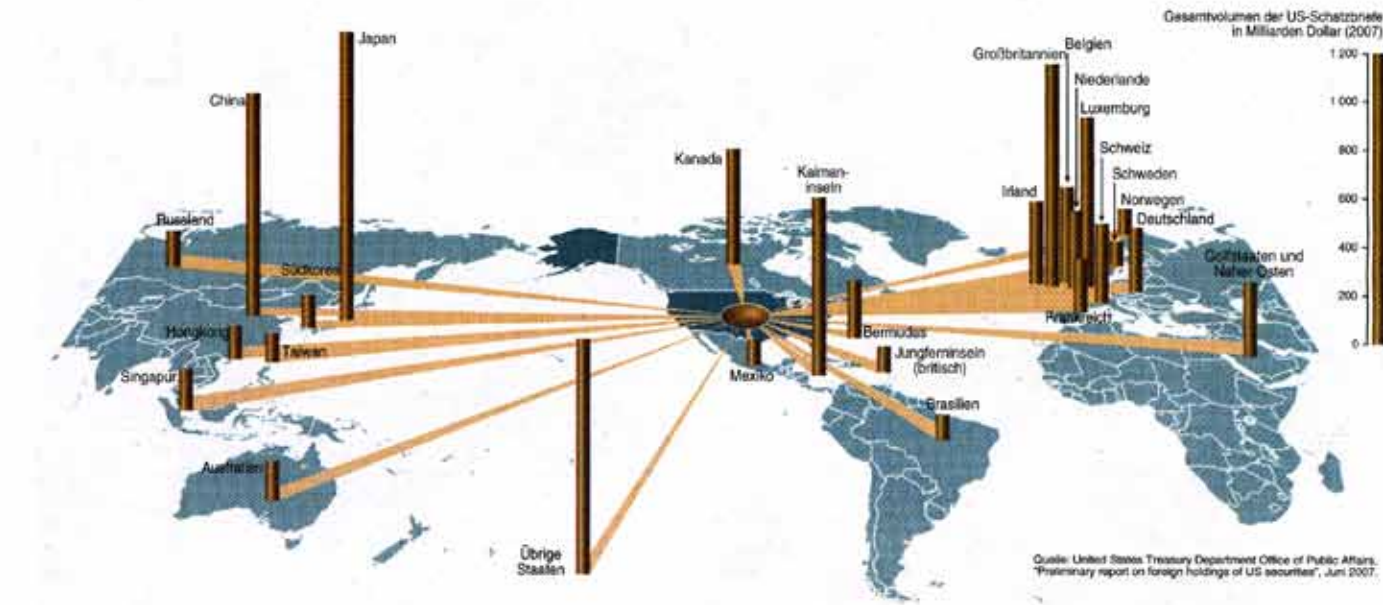 Gesamtvolumen der US-Schatzbriefe
in Milliarden Dollar (2007)
1 200
1 000
800
600
400
200
0
Japan
China
Russland
Südkorea
Hongkong
Taiwan
Singapur
Australien
Übrige
Staaten
Kanada
Kaiman-
inseln
Mexiko
Bermudas
Jungferninseln
(britisch)
Brasilien
Großbritannien
Belgien
Niederlande
Luxemburg
Schweiz
Schweden
Norwegen
Deutschland
Irland
Frankreich
Golfstaaten und
Naher Osten
Quelle: United States Treasury Department Office of Public Affairs,
"Preliminary report on foreign holdings of US securities", Juni 2007.